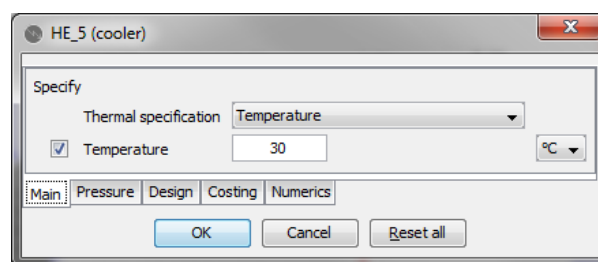 HE_5 (cooler)
Specify
Thermal specification Temperature
Temperature 30 °C
Main Pressure Design Costing Numerics
OK Cancel Reset all